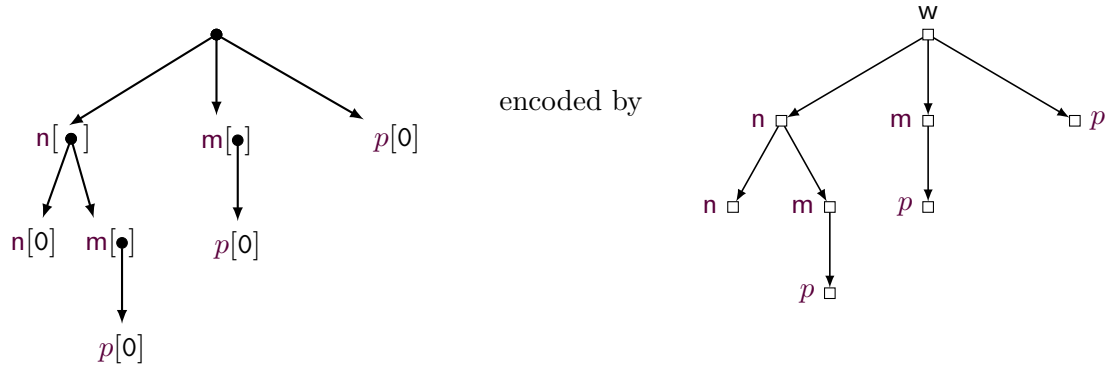 w
encoded by
n m p
n[ ] m[ ] p[0]
n m p
n[0] m[ ] p[0]
p
p[0]